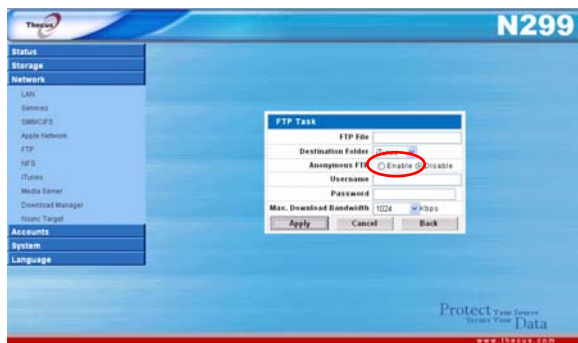 Thecus
N299
Status
Storage
Network
LAN
Services
SMB/CIFS
Apple Network
FTP
NFS
iTunes
Media Server
Download Manager
Nsync Target
Accounts
System
Language
FTP Task
FTP File
Destination Folder
Anonymous FTP Enable Disable
Username
Password
Max. Download Bandwidth 1024 Kbps
Apply Cancel Back
Protect Your Source
Secure Your Data
www.thecus.com